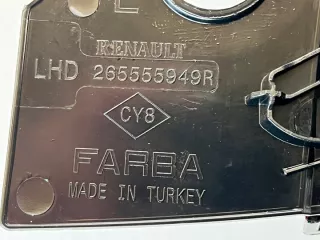 L
RENAULT
LHD 265555949R
CY8
FARBA
MADE IN TURKEY